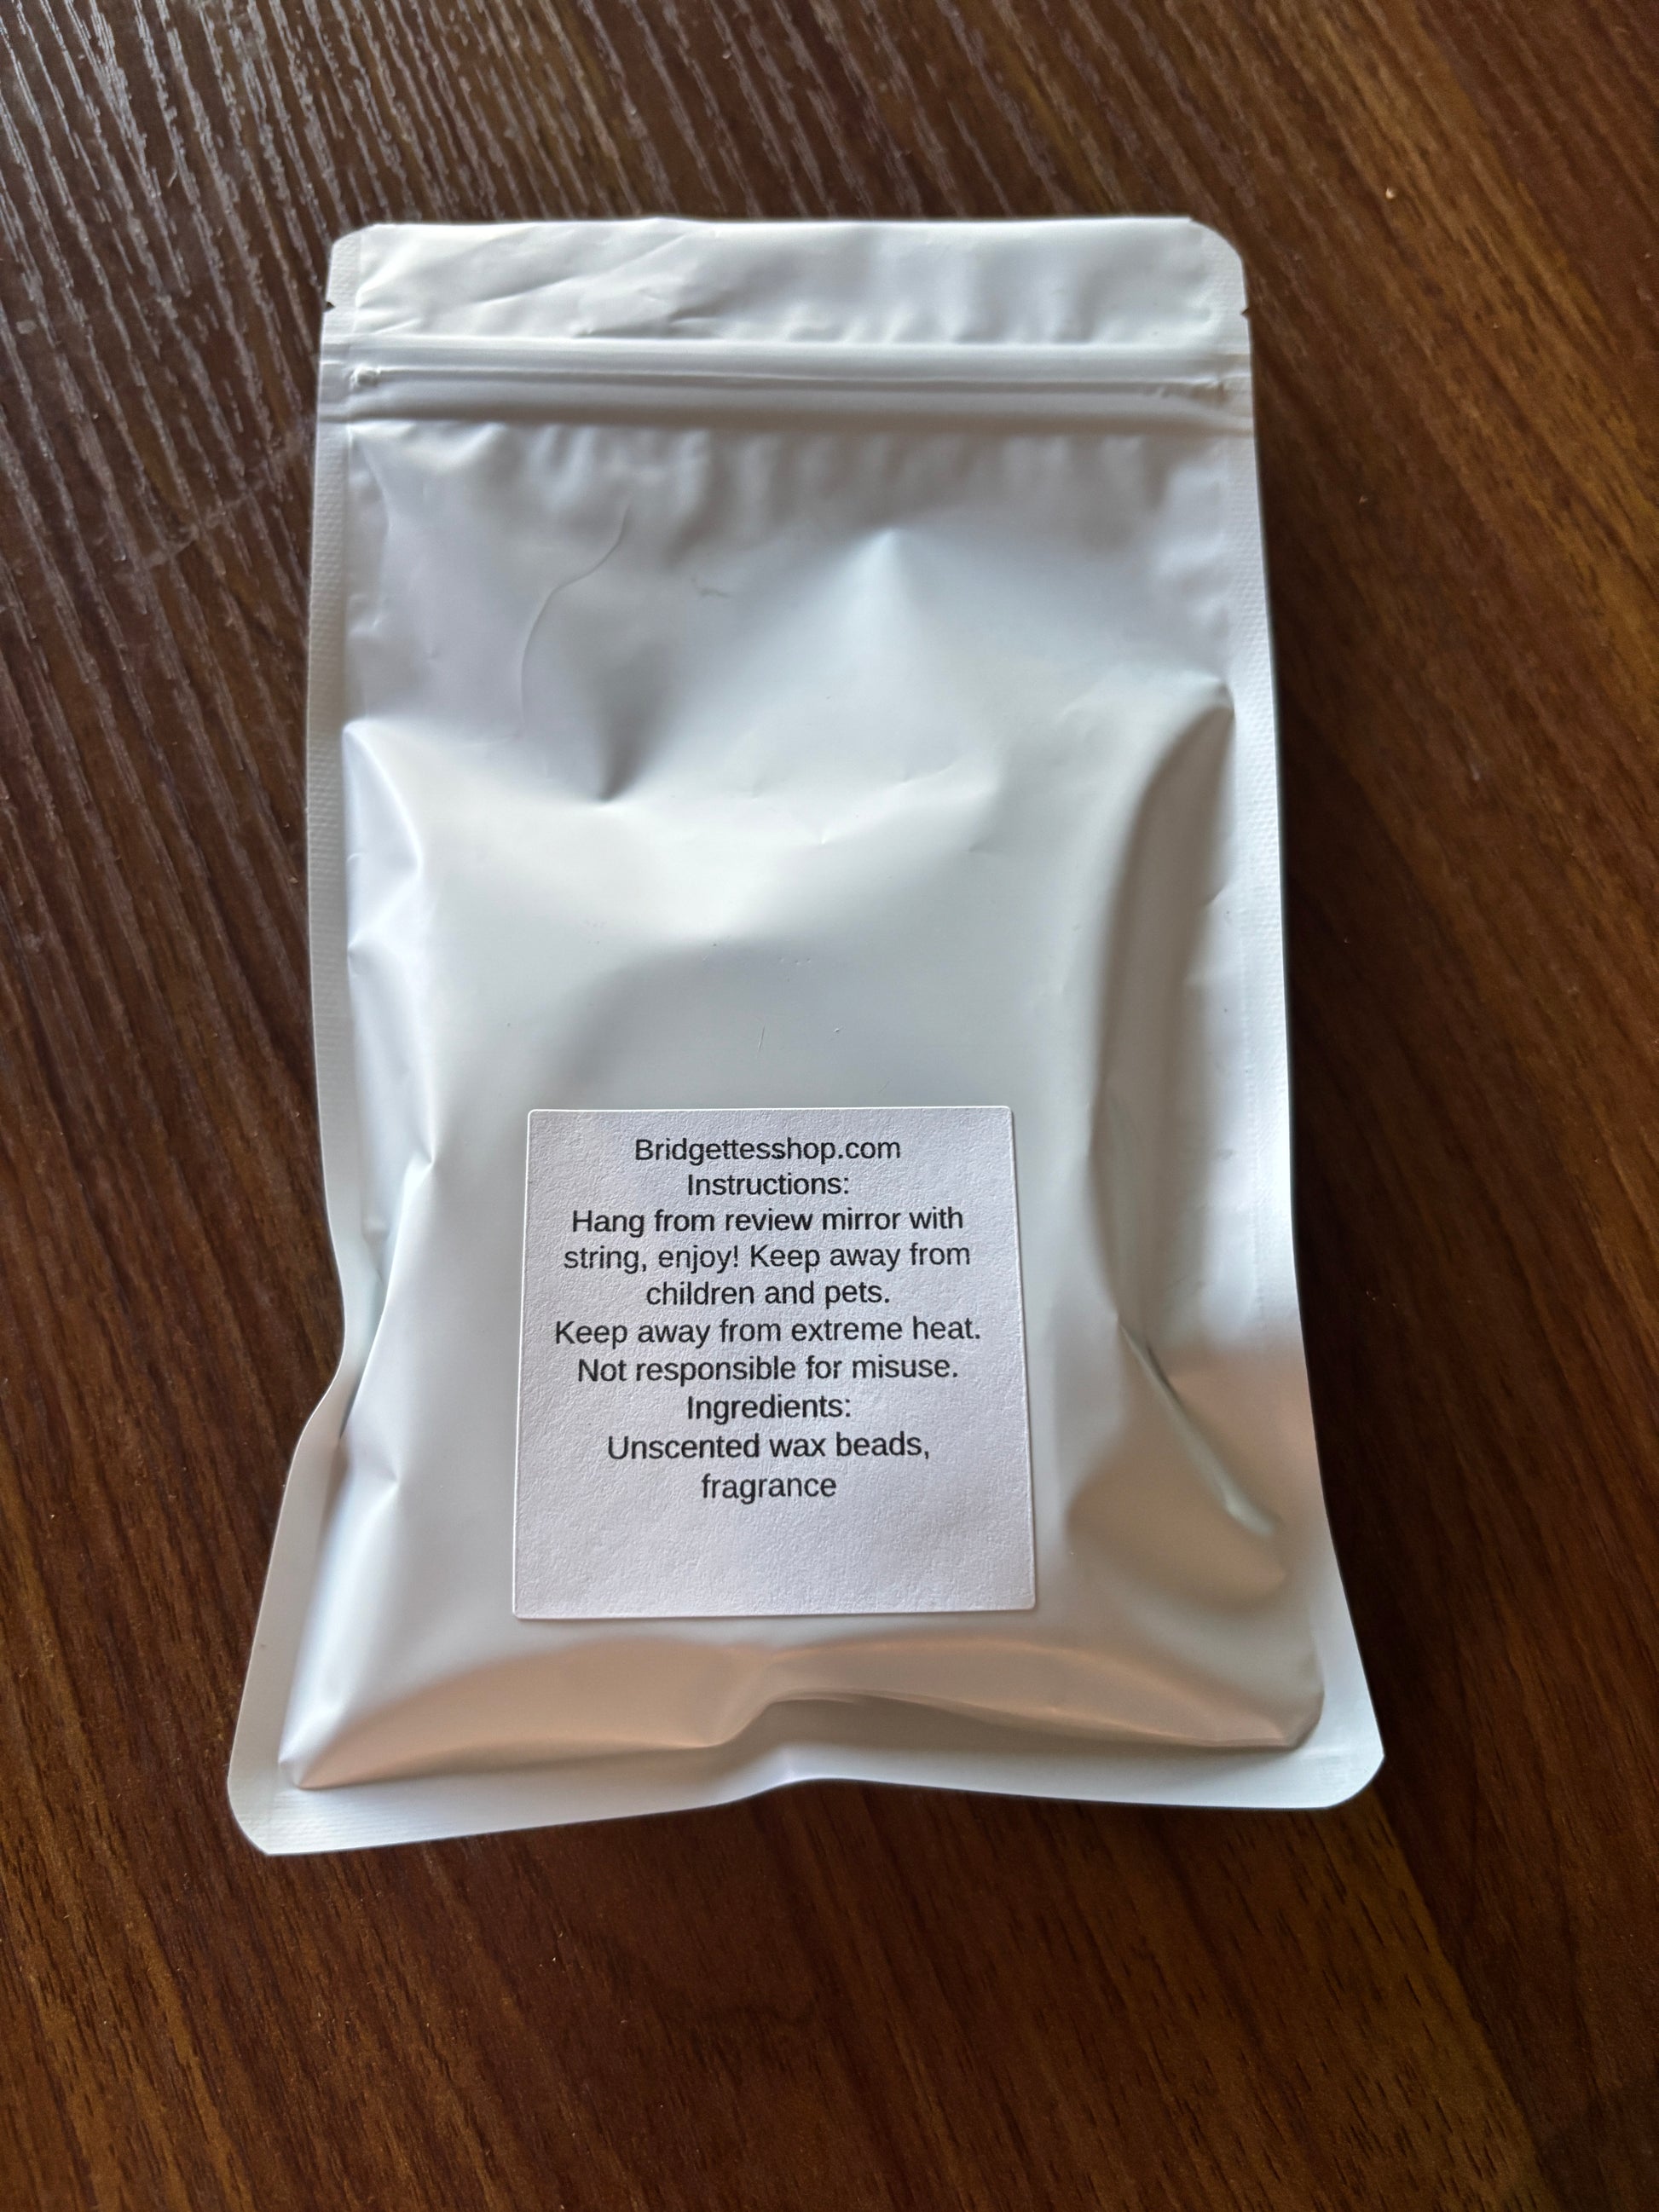 Bridgettesshop.com
Instructions:
Hang from review mirror with
string, enjoy! Keep away from
children and pets.
Keep away from extreme heat.
Not responsible for misuse.
Ingredients:
Unscented wax beads,
fragrance